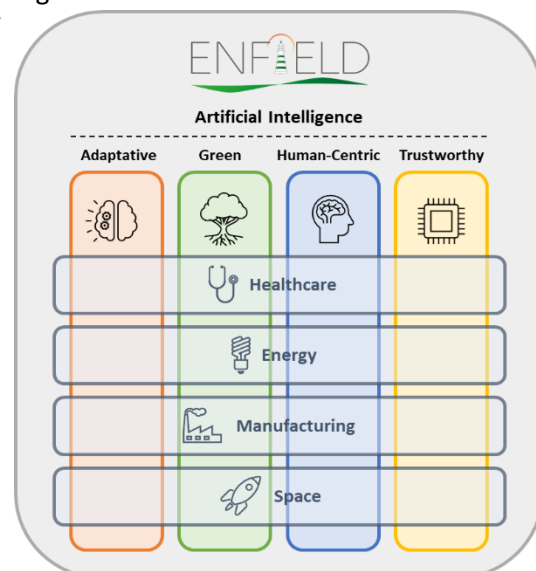 ENFIELD
Artificial Intelligence
Adaptative Green Human-Centric Trustworthy
Healthcare
Energy
Manufacturing
Space